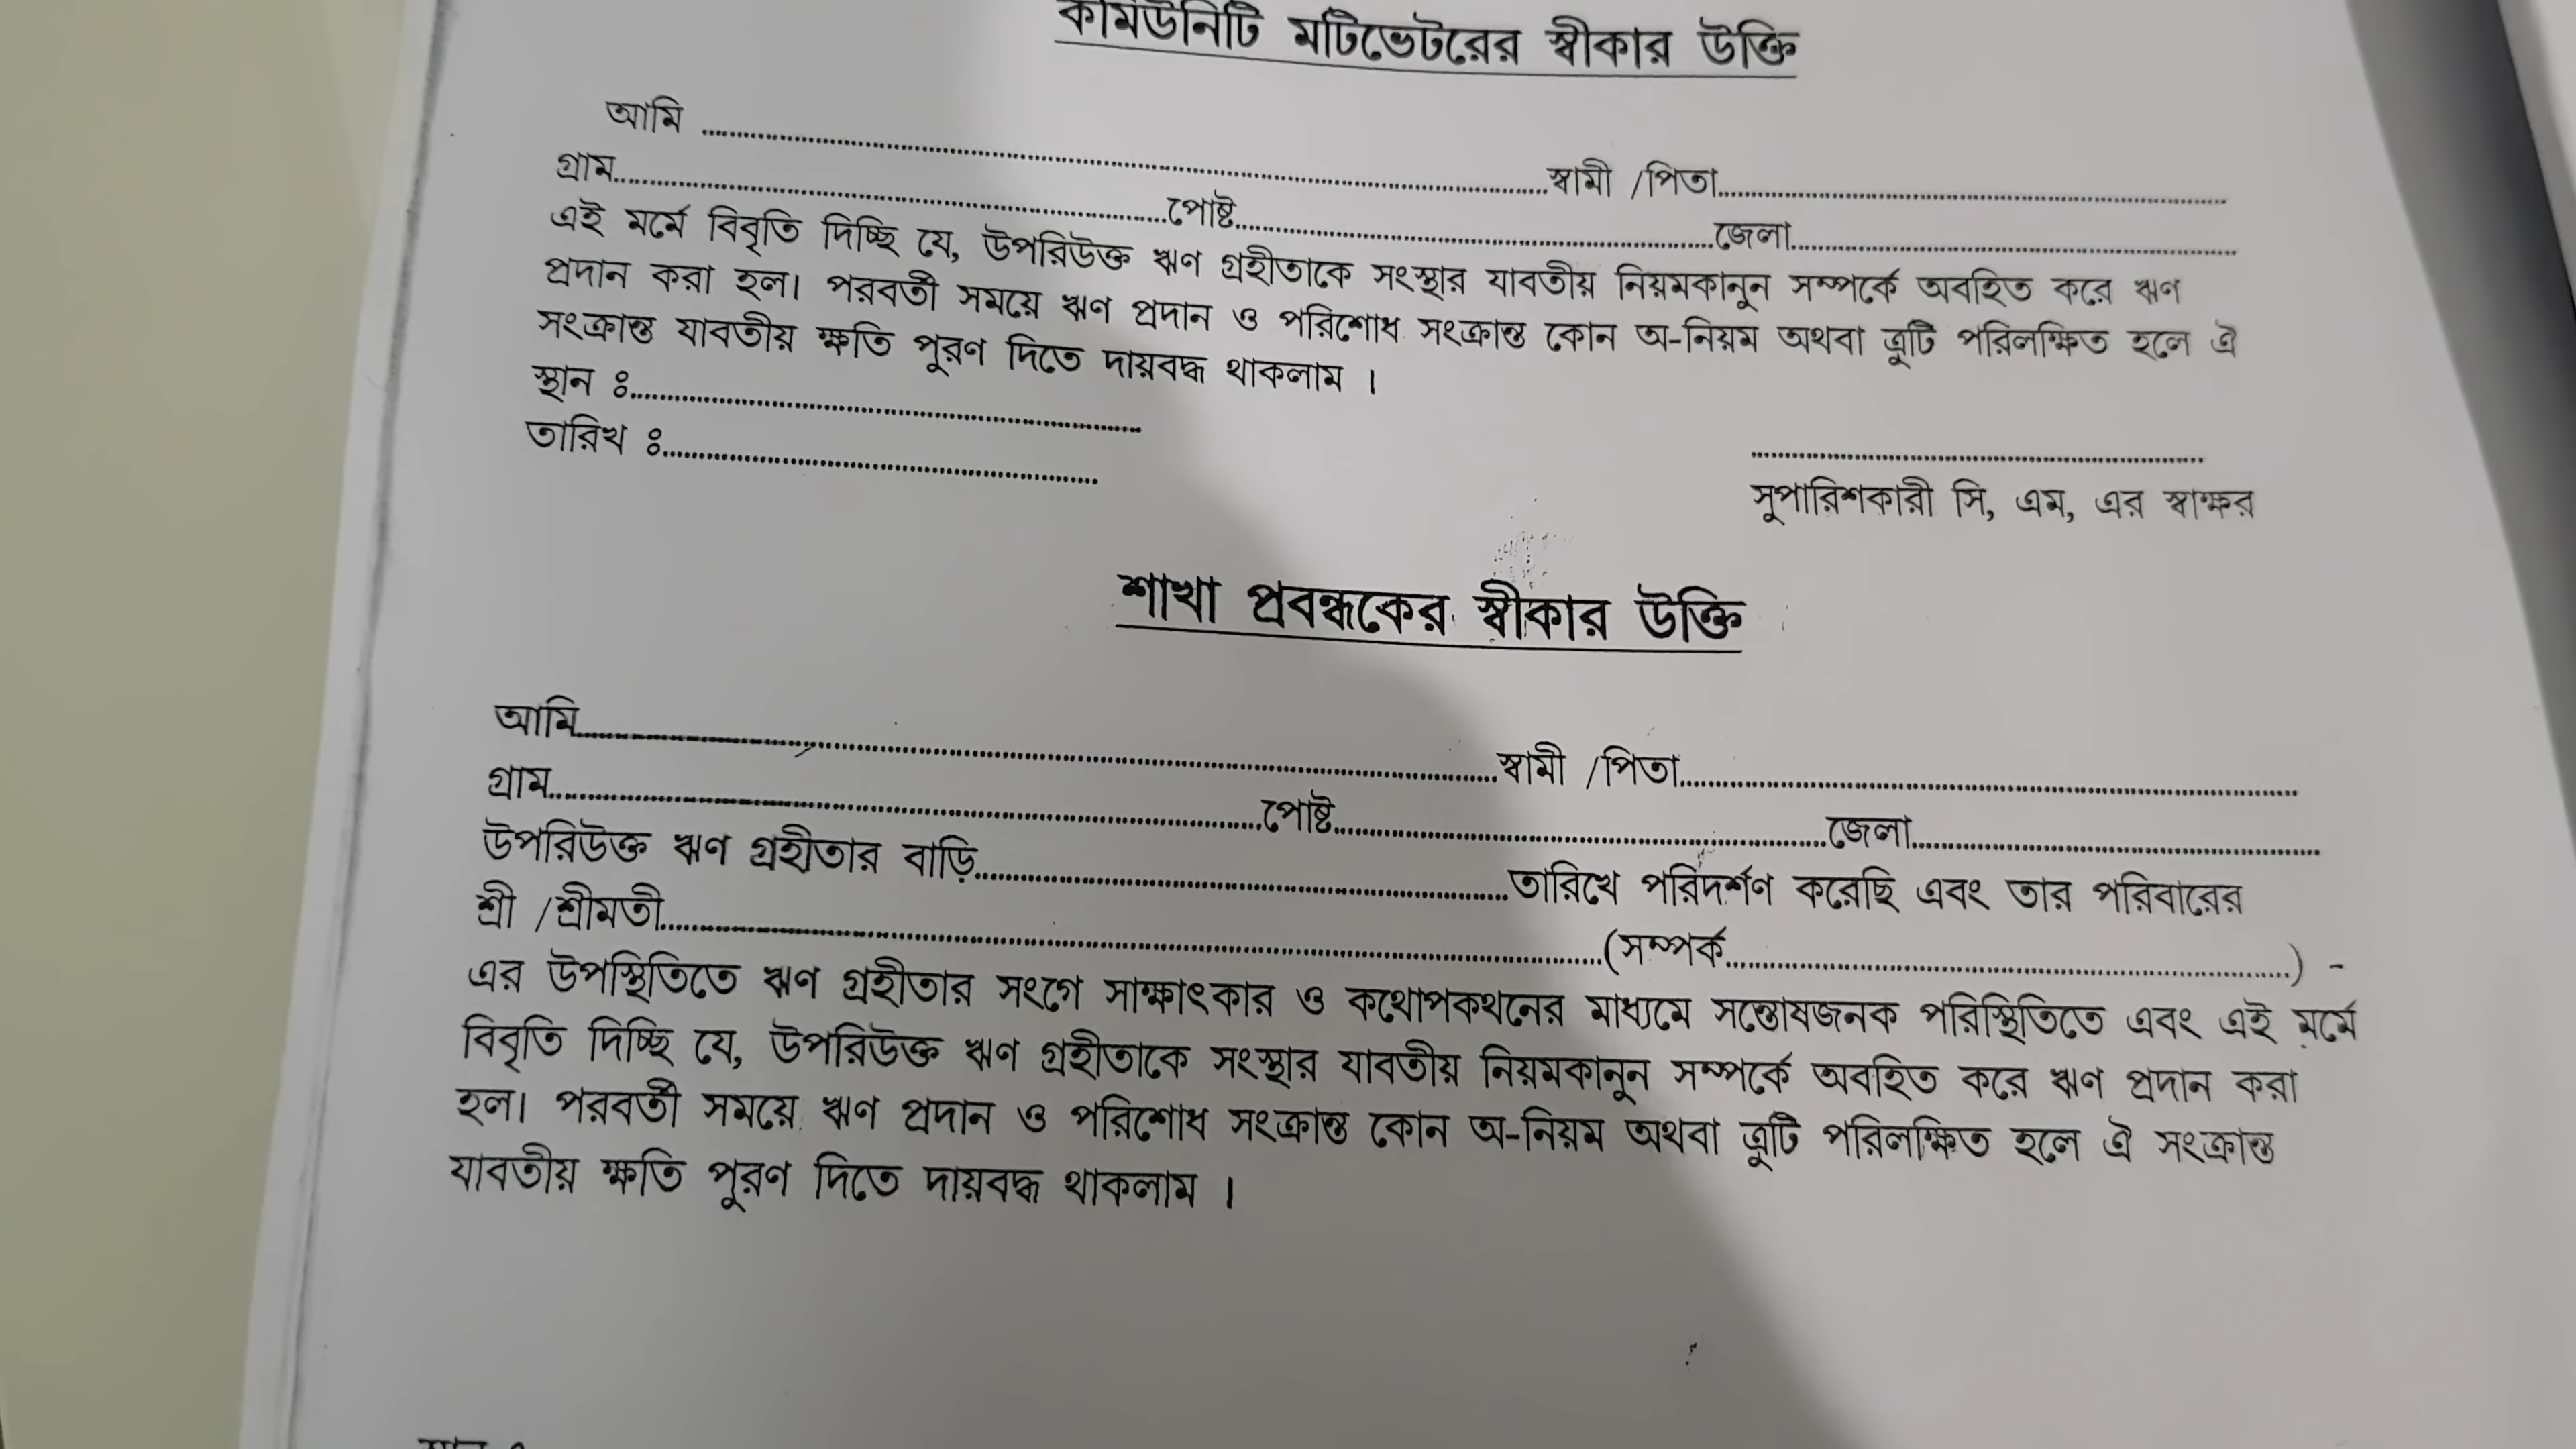 কমিউনিটি মটিভেটরের স্বীকার উক্তি
আমি ........................ স্বামী /পিতা........................
গ্রাম........................পোষ্ট........................জেলা........................
এই মর্মে বিবৃতি দিচ্ছি যে, উপরিউক্ত ঋণ গ্রহীতাকে সংস্থার যাবতীয় নিয়মকানুন সম্পর্কে অবহিত করে ঋণ
প্রদান করা হল। পরবর্তী সময়ে ঋণ প্রদান ও পরিশোধ সংক্রান্ত কোন অ-নিয়ম অথবা ত্রুটি পরিলক্ষিত হলে ঐ
সংক্রান্ত যাবতীয় ক্ষতি পুরণ দিতে দায়বদ্ধ থাকলাম ।
স্থান ঃ........................
তারিখ ঃ........................
সুপারিশকারী সি, এম, এর স্বাক্ষর
শাখা প্রবন্ধকের স্বীকার উক্তি
আমি........................স্বামী /পিতা........................
গ্রাম........................পোষ্ট........................জেলা........................
উপরিউক্ত ঋণ গ্রহীতার বাড়ি........................তারিখে পরিদর্শণ করেছি এবং তার পরিবারের
শ্রী /শ্রীমতী........................(সম্পর্ক........................) -
এর উপস্থিতিতে ঋণ গ্রহীতার সংগে সাক্ষাৎকার ও কথোপকথনের মাধ্যমে সন্তোষজনক পরিস্থিতিতে এবং এই মর্মে
বিবৃতি দিচ্ছি যে, উপরিউক্ত ঋণ গ্রহীতাকে সংস্থার যাবতীয় নিয়মকানুন সম্পর্কে অবহিত করে ঋণ প্রদান করা
হল। পরবর্তী সময়ে ঋণ প্রদান ও পরিশোধ সংক্রান্ত কোন অ-নিয়ম অথবা ত্রুটি পরিলক্ষিত হলে ঐ সংক্রান্ত
যাবতীয় ক্ষতি পুরণ দিতে দায়বদ্ধ থাকলাম ।